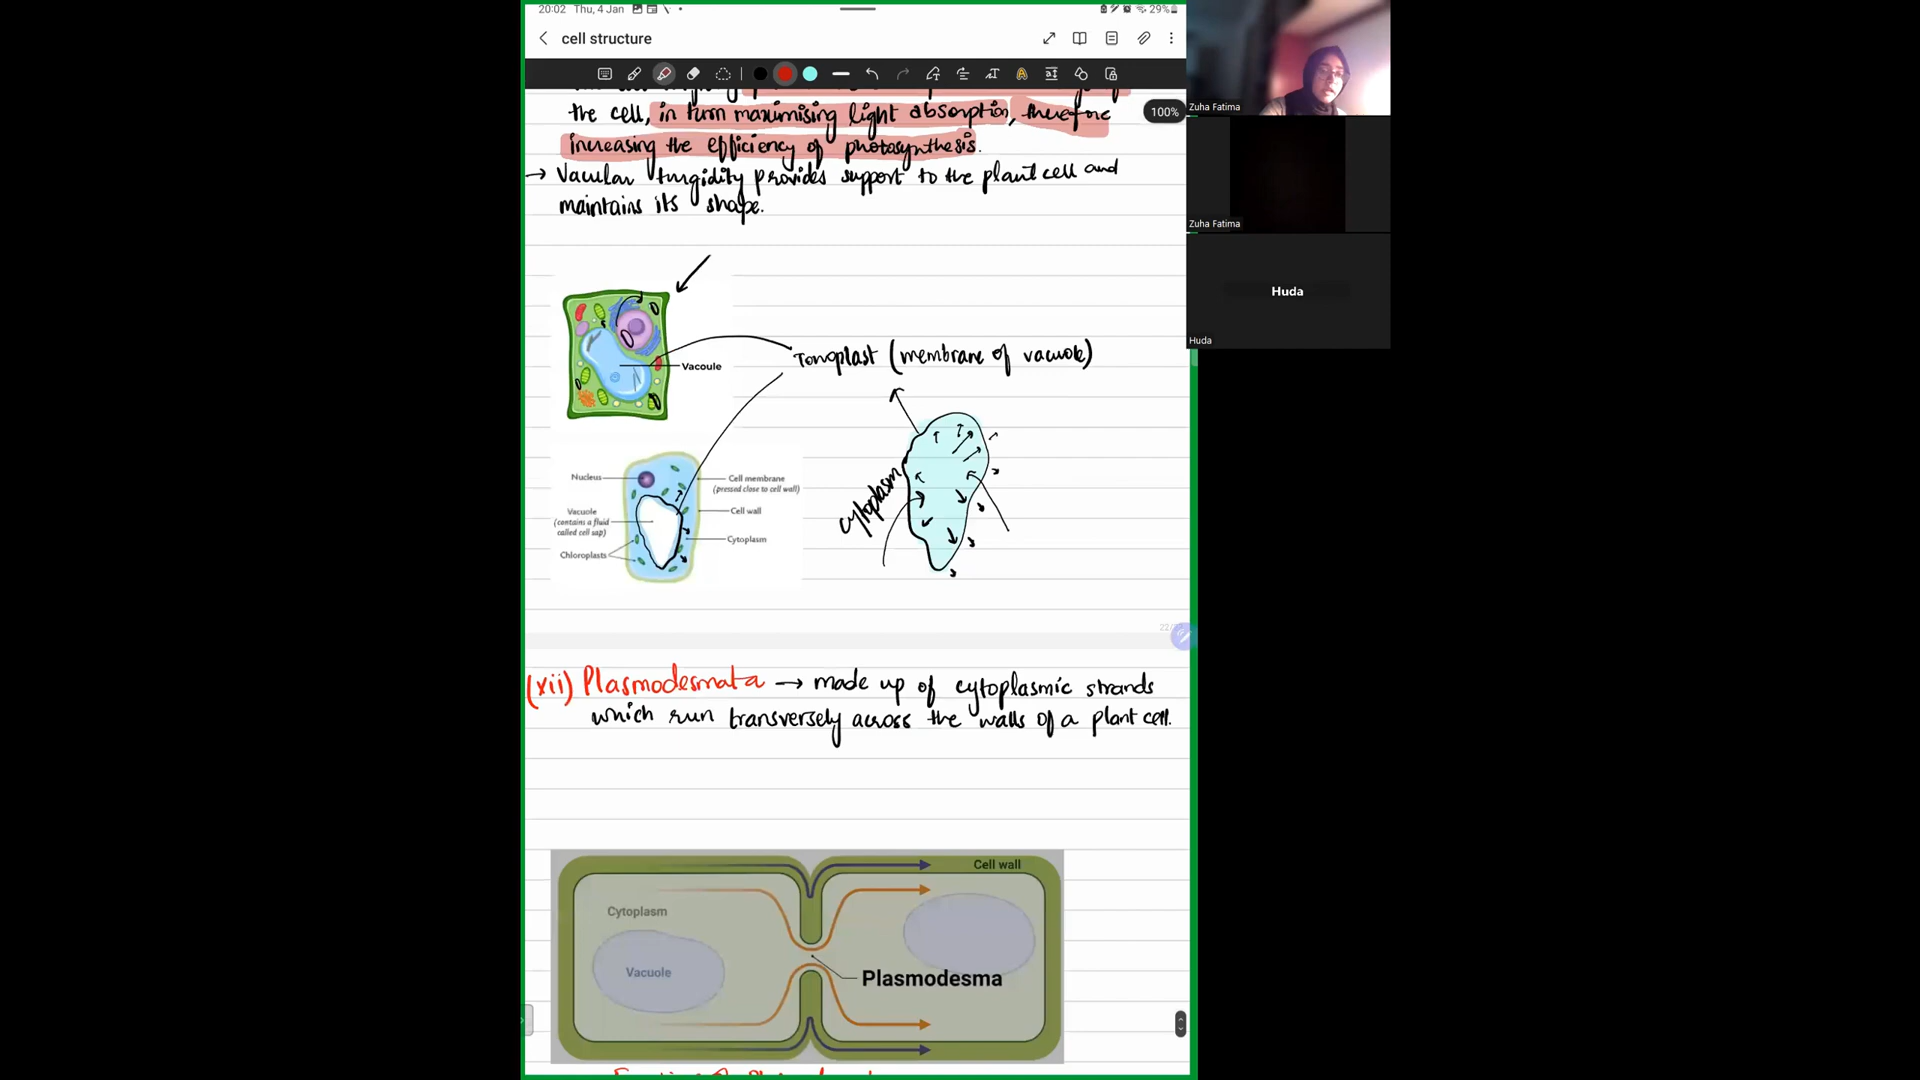 20:02 Thu, 4 Jan
29%
cell structure
100%
the cell, in turn maximising light absorption, therefore
increasing the efficiency of photosynthesis.
→ Vacular turgidity provides support to the plant cell and
maintains its shape.
Vacoule
Tonoplast (membrane of vacuole)
Nucleus
Cell membrane
(pressed close to cell wall)
Vacuole
(contains a fluid
called cell sap)
Cell wall
Cytoplasm
Chloroplasts
cytoplasm
22/
(xii) Plasmodesmata → made up of cytoplasmic strands
which run transversely across the walls of a plant cell.
Cell wall
Cytoplasm
Vacuole
Plasmodesma
Zuha Fatima
Zuha Fatima
Huda
Huda